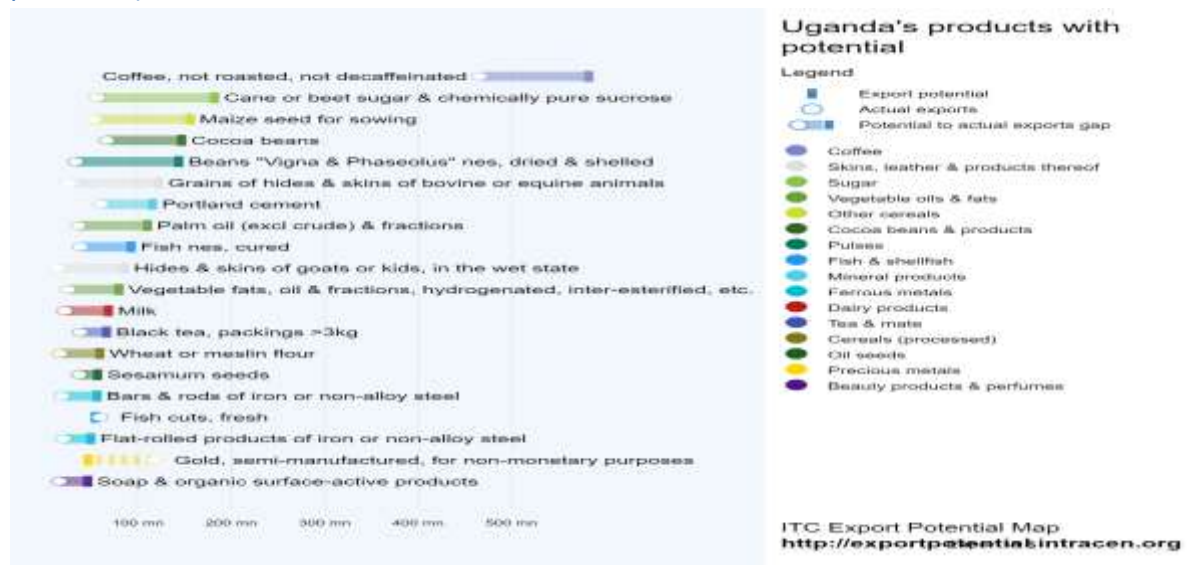 Uganda's products with
potential
Legend
Export potential
Actual exports
Potential to actual exports gap
Coffee
Skins, leather & products thereof
Sugar
Vegetable oils & fats
Other cereals
Cocoa beans & products
Pulses
Fish & shellfish
Mineral products
Ferrous metals
Dairy products
Tea & mate
Cereals (processed)
Oil seeds
Precious metals
Beauty products & perfumes
Coffee, not roasted, not decaffeinated
Cane or beet sugar & chemically pure sucrose
Maize seed for sowing
Cocoa beans
Beans "Vigna & Phaseolus" nes, dried & shelled
Grains of hides & skins of bovine or equine animals
Portland cement
Palm oil (excl crude) & fractions
Fish nes, cured
Hides & skins of goats or kids, in the wet state
Vegetable fats, oil & fractions, hydrogenated, inter-esterified, etc.
Milk
Black tea, packings >3kg
Wheat or meslin flour
Sesamum seeds
Bars & rods of iron or non-alloy steel
Fish cuts, fresh
Flat-rolled products of iron or non-alloy steel
Gold, semi-manufactured, for non-monetary purposes
Soap & organic surface-active products
100 mn 200 mn 300 mn 400 mn 500 mn
ITC Export Potential Map